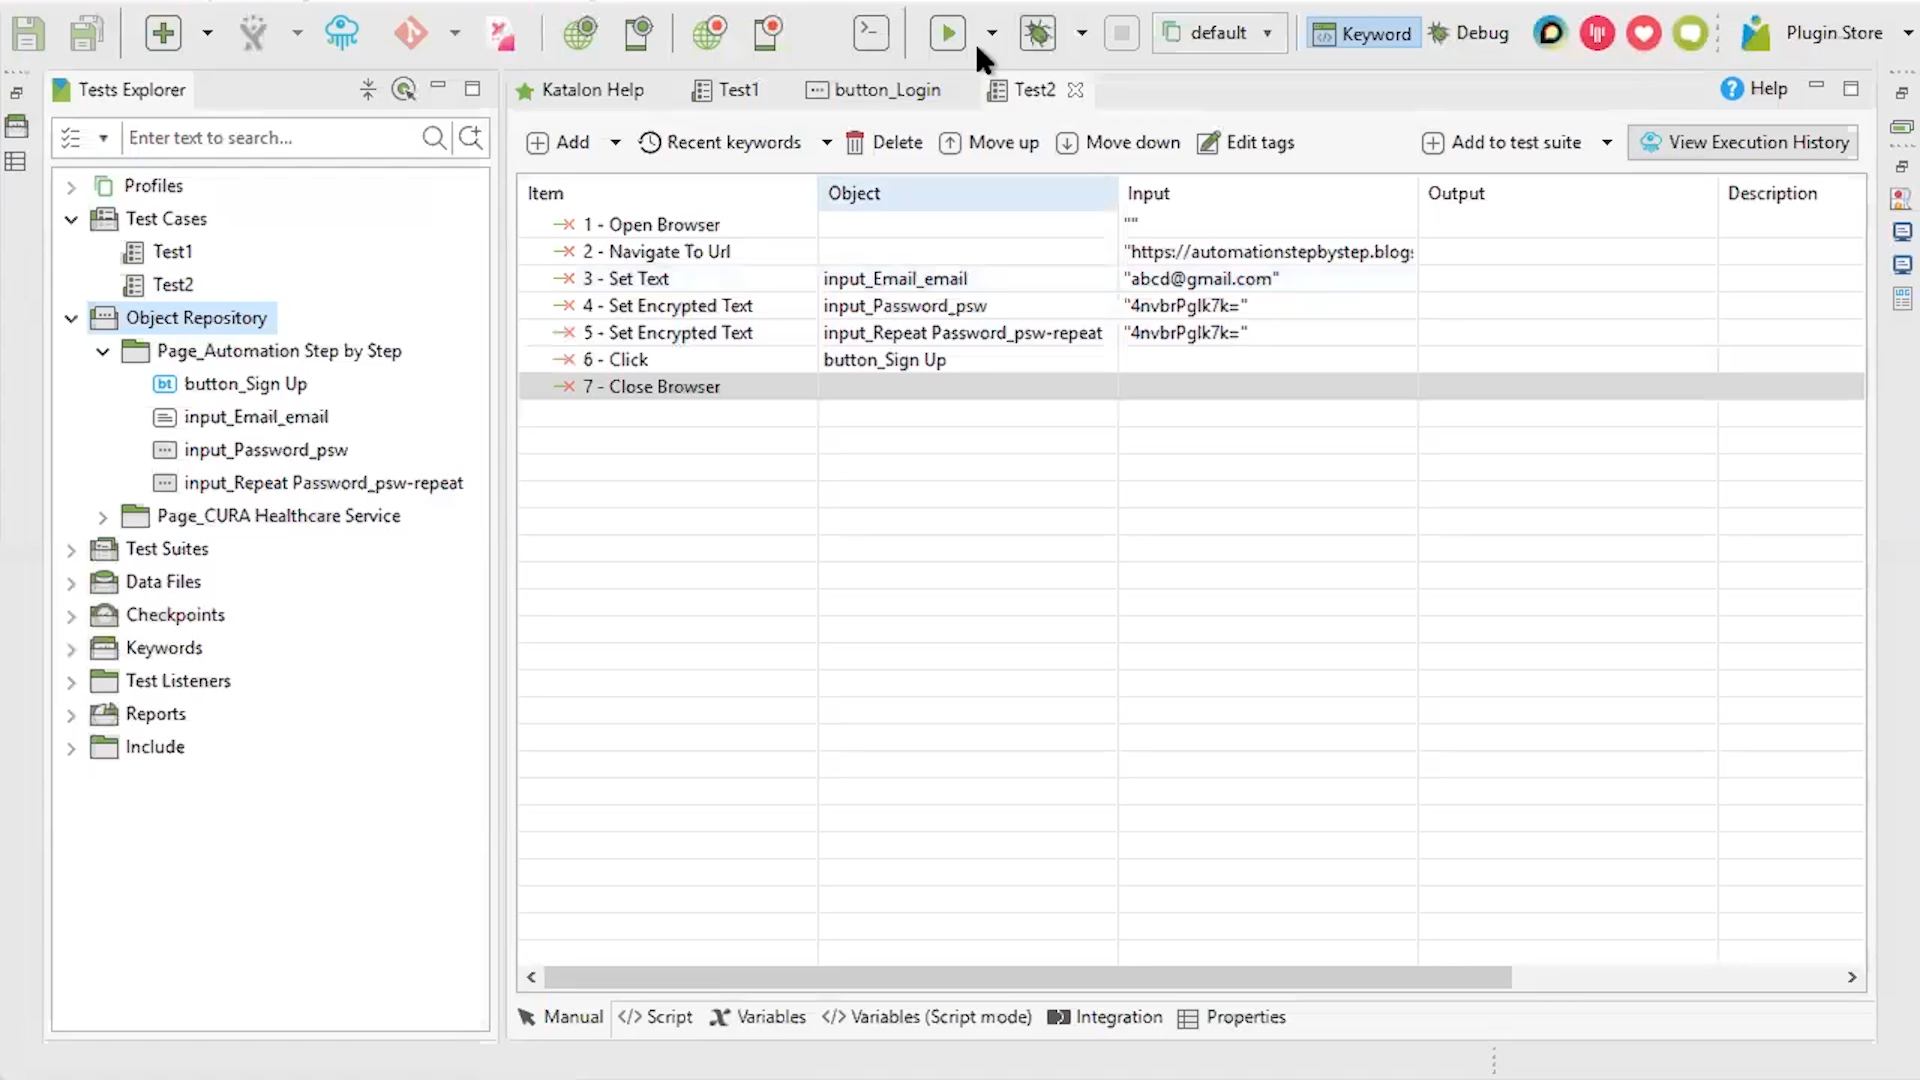 default
Keyword
Debug
Plugin Store
Tests Explorer
Katalon Help
Test1
button_Login
Test2
Help
Enter text to search...
Add
Recent keywords
Delete
Move up
Move down
Edit tags
Add to test suite
View Execution History
Item
Object
Input
Output
Description
1 - Open Browser
""
2 - Navigate To Url
"https://automationstepbystep.blogs
3 - Set Text
input_Email_email
"abcd@gmail.com"
4 - Set Encrypted Text
input_Password_psw
"4nvbrPglk7k="
5 - Set Encrypted Text
input_Repeat Password_psw-repeat
"4nvbrPglk7k="
6 - Click
button_Sign Up
7 - Close Browser
Profiles
Test Cases
Test1
Test2
Object Repository
Page_Automation Step by Step
bt button_Sign Up
input_Email_email
input_Password_psw
input_Repeat Password_psw-repeat
Page_CURA Healthcare Service
Test Suites
Data Files
Checkpoints
Keywords
Test Listeners
Reports
Include
Manual
</> Script
Variables
</> Variables (Script mode)
Integration
Properties